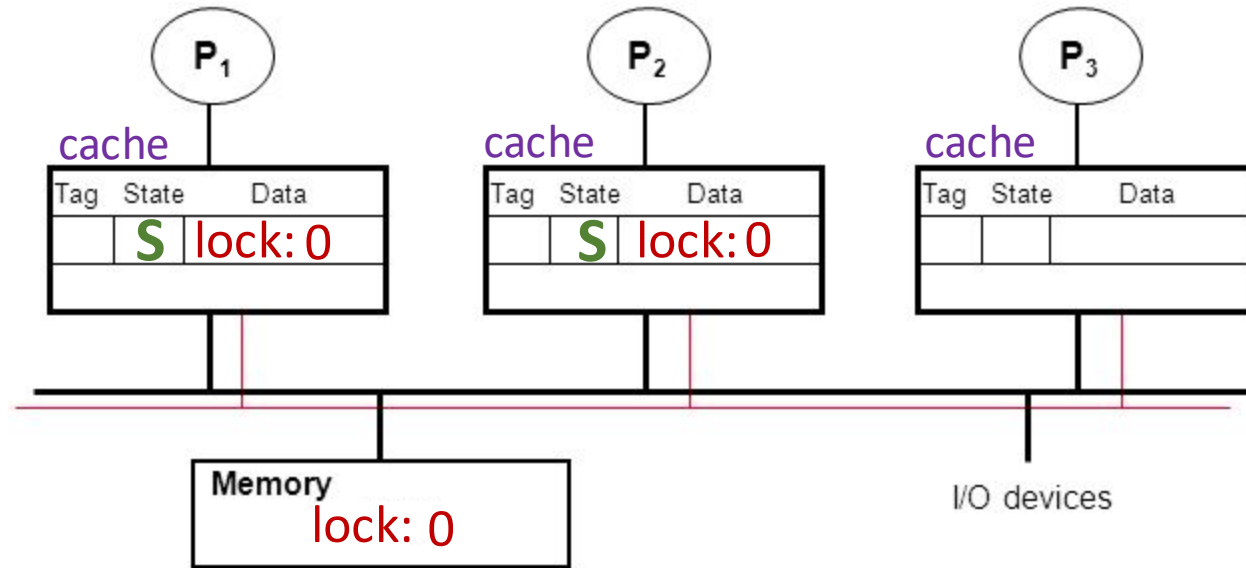 P₁ P₂ P₃
cache cache cache
Tag State Data Tag State Data Tag State Data
S lock: 0 S lock: 0
Memory
I/O devices
lock: 0